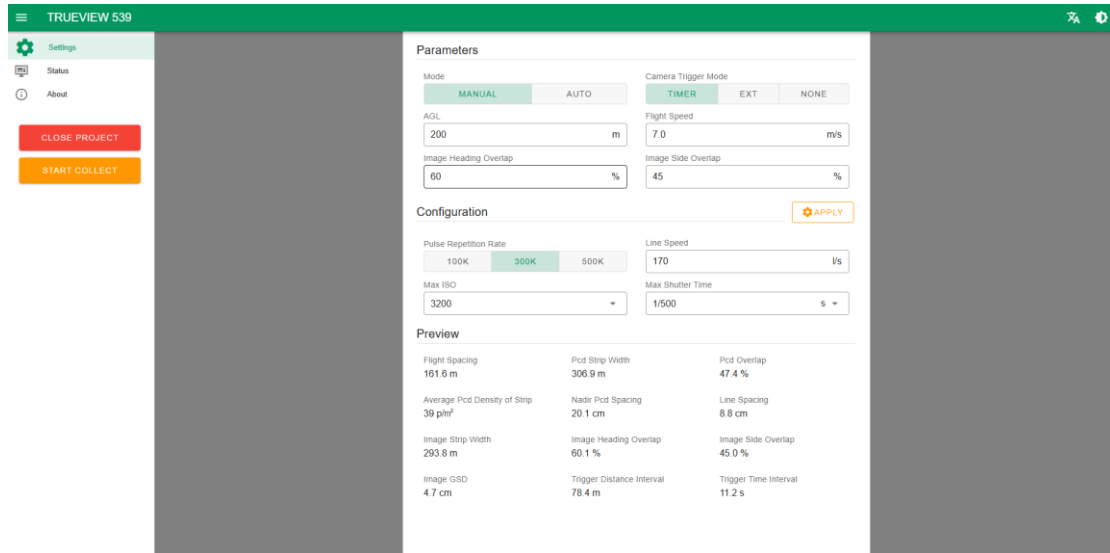 TRUEVIEW 539
Settings
Status
About
CLOSE PROJECT
START COLLECT
Parameters
Mode
MANUAL AUTO
Camera Trigger Mode
TIMER EXT NONE
AGL
200 m
Flight Speed
7.0 m/s
Image Heading Overlap
60 %
Image Side Overlap
45 %
Configuration
APPLY
Pulse Repetition Rate
100K 300K 500K
Line Speed
170 l/s
Max ISO
3200
Max Shutter Time
1/500 s
Preview
Flight Spacing
161.6 m
Pcd Strip Width
306.9 m
Pcd Overlap
47.4 %
Average Pcd Density of Strip
39 p/m²
Nadir Pcd Spacing
20.1 cm
Line Spacing
8.8 cm
Image Strip Width
293.8 m
Image Heading Overlap
60.1 %
Image Side Overlap
45.0 %
Image GSD
4.7 cm
Trigger Distance Interval
78.4 m
Trigger Time Interval
11.2 s